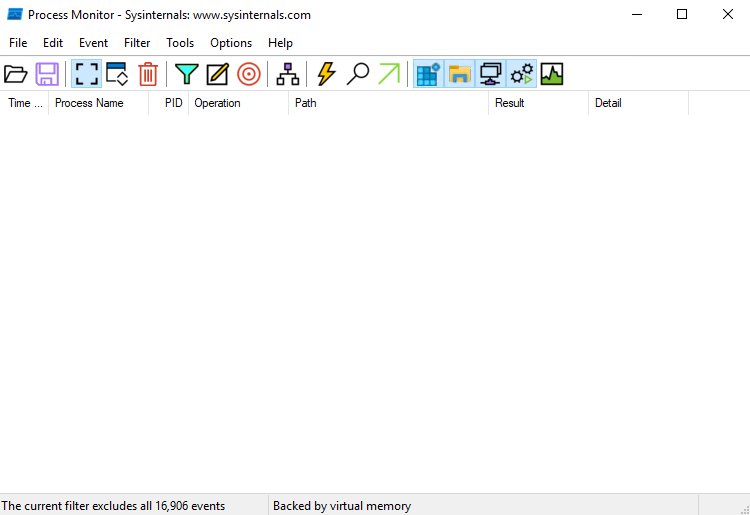 Process Monitor - Sysinternals: www.sysinternals.com
File Edit Event Filter Tools Options Help
Time ... Process Name PID Operation Path Result Detail
The current filter excludes all 16,906 events Backed by virtual memory